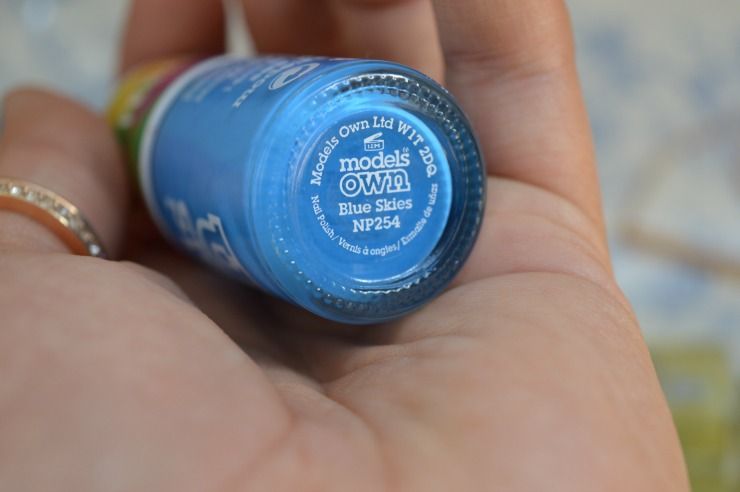 Models Own Ltd W1T 2DQ
12M
models
own
Blue Skies
NP254
Nail Polish/Vernis à ongles/Esmalte de uñas